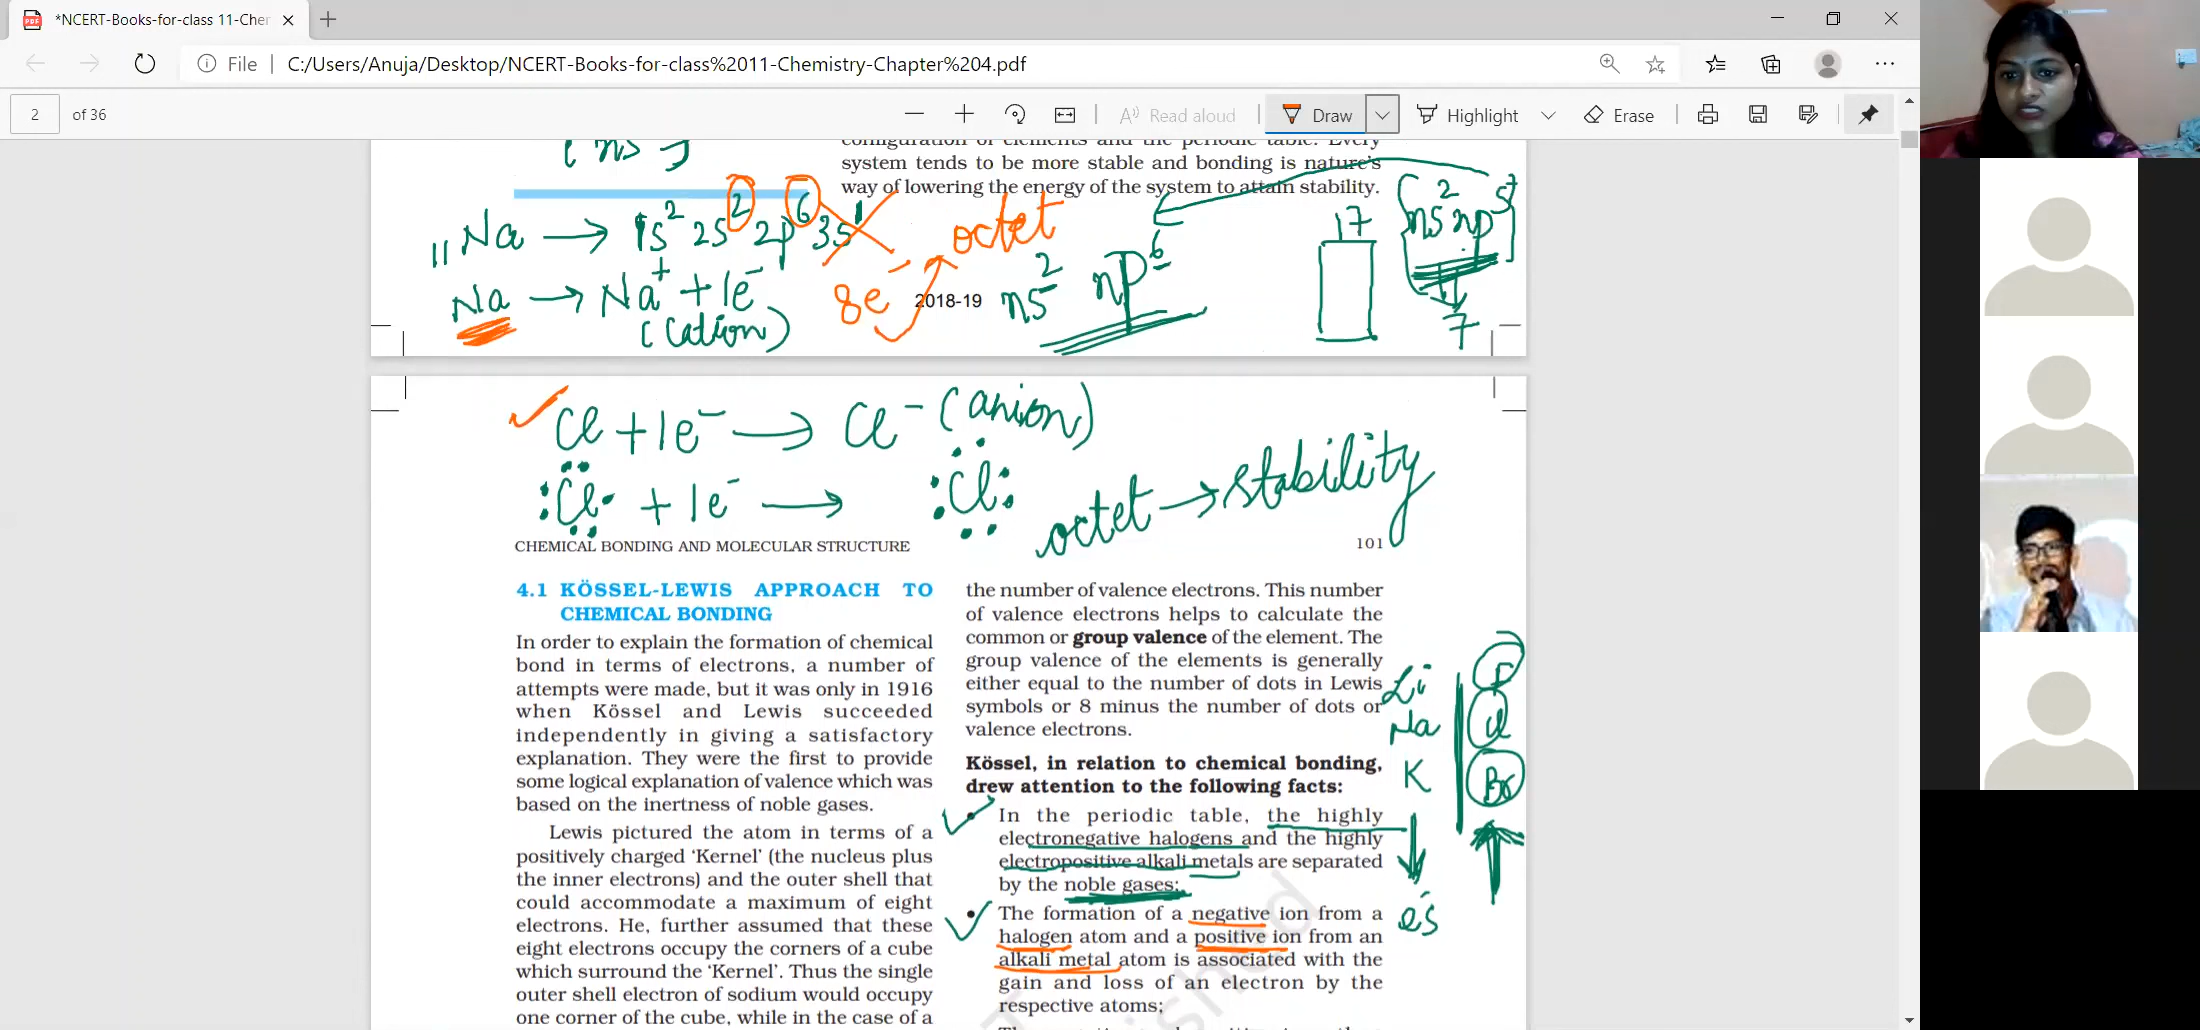 *NCERT-Books-for-class 11-Cher
File | C:/Users/Anuja/Desktop/NCERT-Books-for-class%2011-Chemistry-Chapter%204.pdf
2 of 36
Read aloud Draw Highlight Erase
configuration of elements and the periodic table. Every
system tends to be more stable and bonding is nature's
way of lowering the energy of the system to attain stability.
11Na → 1s² 2s² 2p⁶ 3s¹
octet
17
ns² np⁵
Na → Na⁺ + 1e⁻
(Cation)
8e⁻
2018-19
ns² np⁶
7
Cl + 1e⁻ → Cl⁻ (anion)
Cl + 1e⁻ → Cl
octet → stability
CHEMICAL BONDING AND MOLECULAR STRUCTURE
101
4.1 KÖSSEL-LEWIS APPROACH TO
CHEMICAL BONDING
In order to explain the formation of chemical
bond in terms of electrons, a number of
attempts were made, but it was only in 1916
when Kössel and Lewis succeeded
independently in giving a satisfactory
explanation. They were the first to provide
some logical explanation of valence which was
based on the inertness of noble gases.
Lewis pictured the atom in terms of a
positively charged 'Kernel' (the nucleus plus
the inner electrons) and the outer shell that
could accommodate a maximum of eight
electrons. He, further assumed that these
eight electrons occupy the corners of a cube
which surround the 'Kernel'. Thus the single
outer shell electron of sodium would occupy
one corner of the cube, while in the case of a
the number of valence electrons. This number
of valence electrons helps to calculate the
common or group valence of the element. The
group valence of the elements is generally
either equal to the number of dots in Lewis
symbols or 8 minus the number of dots or
valence electrons.
Kössel, in relation to chemical bonding,
drew attention to the following facts:
• In the periodic table, the highly
electronegative halogens and the highly
electropositive alkali metals are separated
by the noble gases;
• The formation of a negative ion from a
halogen atom and a positive ion from an
alkali metal atom is associated with the
gain and loss of an electron by the
respective atoms;
Li
Na
K
F
Cl
Br